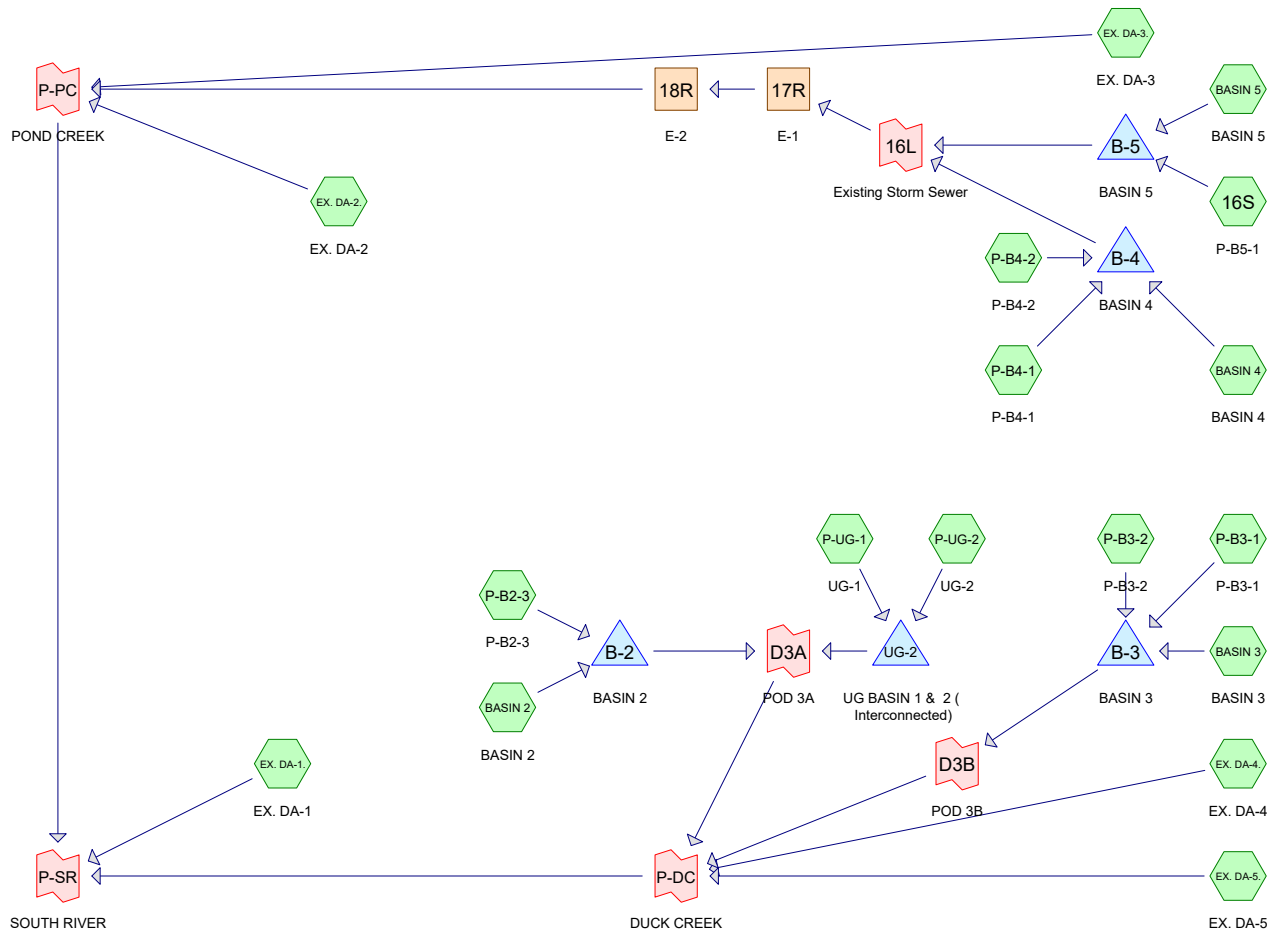 EX. DA-3.
EX. DA-3
P-PC
POND CREEK
18R
E-2
17R
E-1
BASIN 5
BASIN 5
16L
Existing Storm Sewer
B-5
BASIN 5
EX. DA-2.
EX. DA-2
16S
P-B5-1
P-B4-2
P-B4-2
B-4
BASIN 4
P-B4-1
P-B4-1
BASIN 4
BASIN 4
P-UG-1
UG-1
P-UG-2
UG-2
P-B3-2
P-B3-2
P-B3-1
P-B3-1
P-B2-3
P-B2-3
B-2
BASIN 2
D3A
POD 3A
UG-2
UG BASIN 1 & 2 (
Interconnected)
B-3
BASIN 3
BASIN 3
BASIN 3
BASIN 2
BASIN 2
EX. DA-1.
EX. DA-1
D3B
POD 3B
EX. DA-4.
EX. DA-4
P-SR
SOUTH RIVER
P-DC
DUCK CREEK
EX. DA-5.
EX. DA-5